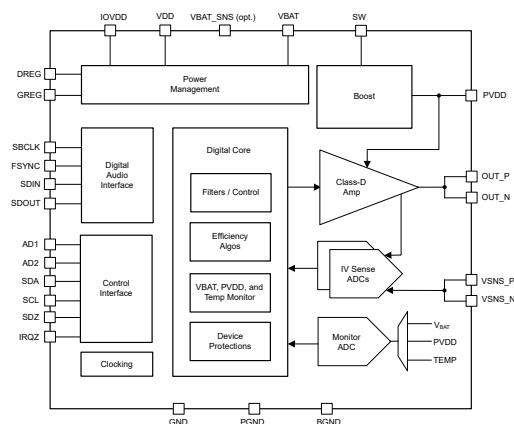 IOVDD
VDD
VBAT_SNS (opt.)
VBAT
SW
DREG
GREG
Power
Management
Boost
PVDD
SBCLK
FSYNC
SDIN
SDOUT
Digital
Audio
Interface
Digital Core
Filters / Control
Efficiency
Algos
VBAT, PVDD, and
Temp Monitor
Device
Protections
Class-D
Amp
OUT_P
OUT_N
AD1
AD2
SDA
SCL
SDZ
IRQZ
Control
Interface
Clocking
IV Sense
ADCs
VSNS_P
VSNS_N
Monitor
ADC
VBAT
PVDD
TEMP
GND
PGND
BGND